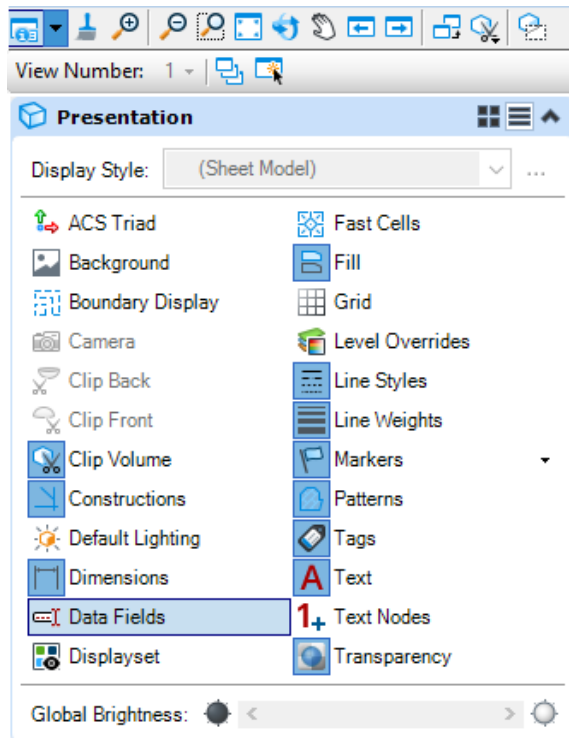 View Number: 1
Presentation
Display Style: (Sheet Model) ...
ACS Triad Fast Cells
Background Fill
Boundary Display Grid
Camera Level Overrides
Clip Back Line Styles
Clip Front Line Weights
Clip Volume Markers
Constructions Patterns
Default Lighting Tags
Dimensions A Text
Data Fields 1+ Text Nodes
Displayset Transparency
Global Brightness: